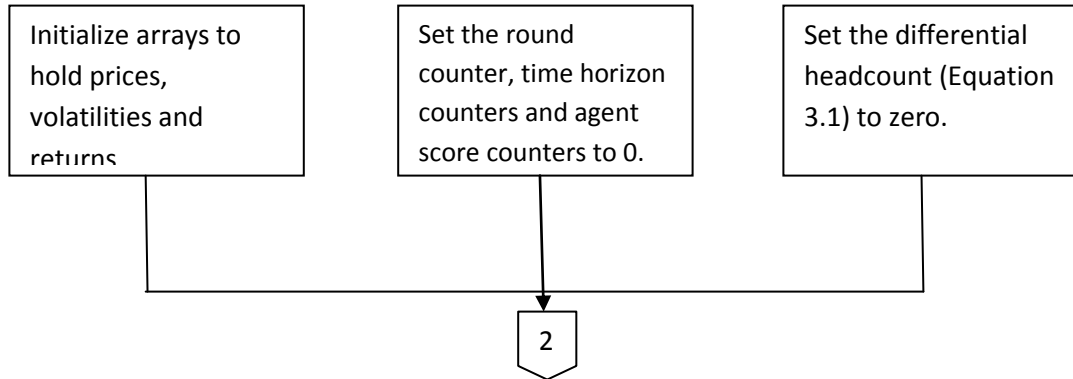 Initialize arrays to
hold prices,
volatilities and
returns
Set the round
counter, time horizon
counters and agent
score counters to 0.
Set the differential
headcount (Equation
3.1) to zero.
2